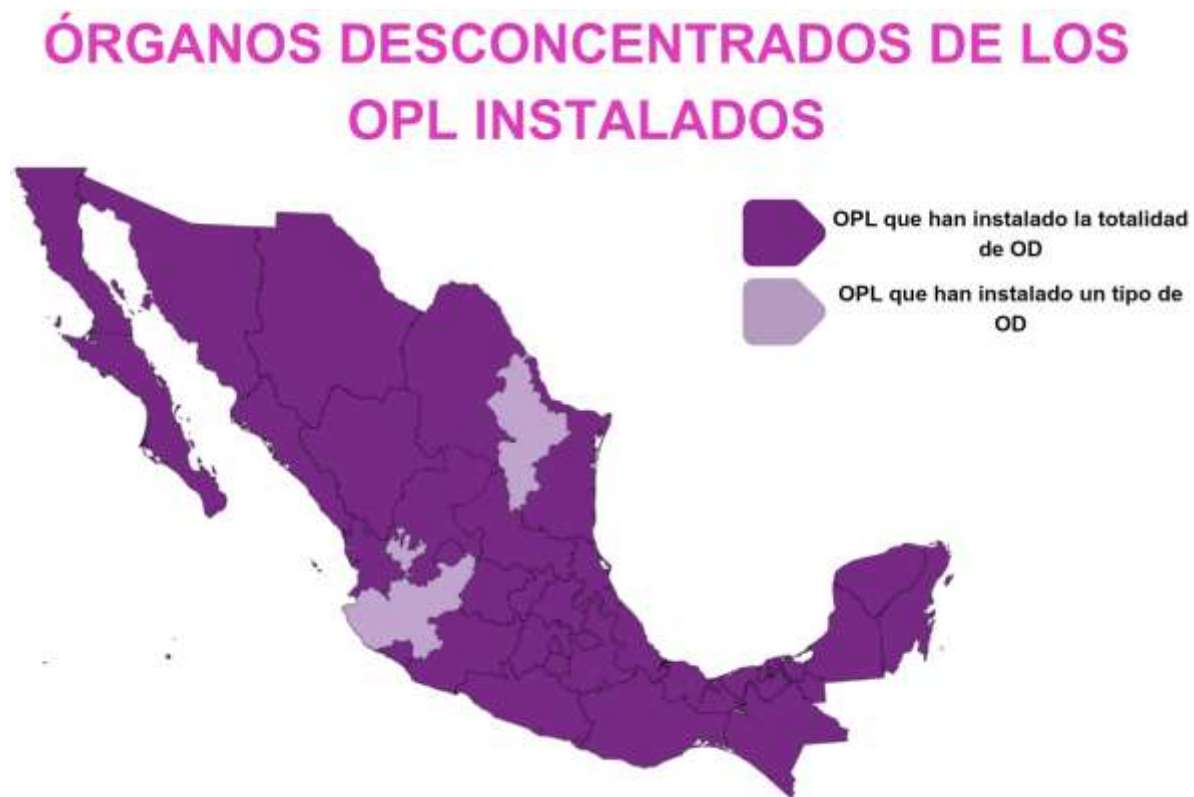 ÓRGANOS DESCONCENTRADOS DE LOS
OPL INSTALADOS
OPL que han instalado la totalidad
de OD
OPL que han instalado un tipo de
OD